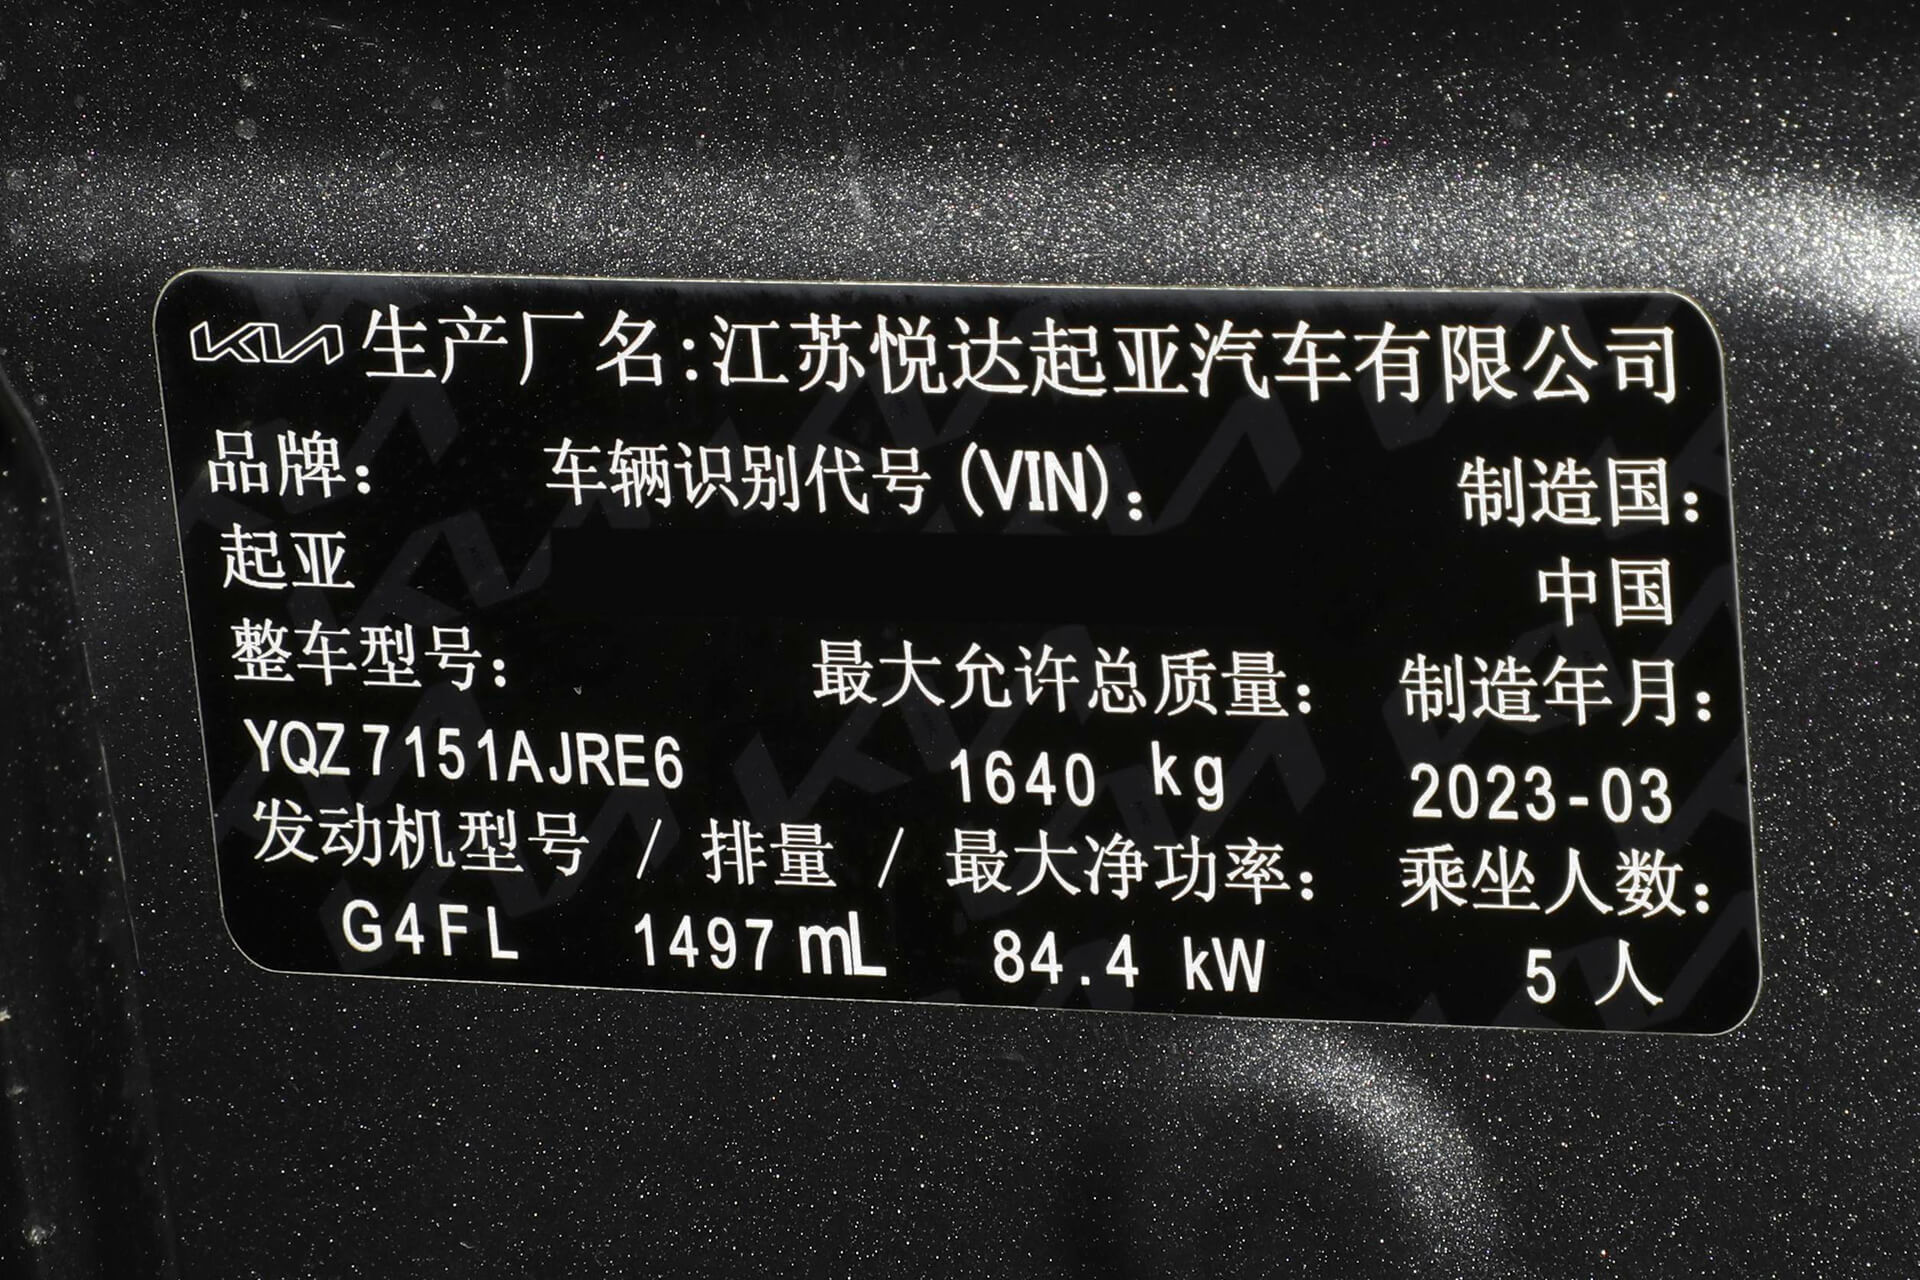 KIA 生产厂名:江苏悦达起亚汽车有限公司
品牌: 车辆识别代号(VIN): 制造国:
起亚 中国
整车型号: 最大允许总质量: 制造年月:
YQZ7151AJRE6 1640 kg 2023-03
发动机型号 / 排量 / 最大净功率: 乘坐人数:
G4FL 1497 mL 84.4 kW 5 人